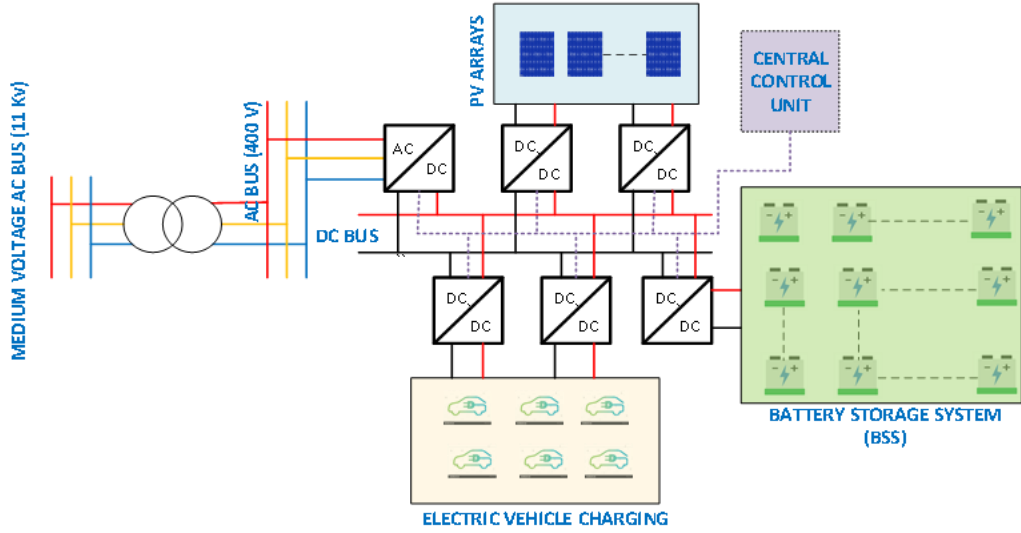 PV ARRAYS
CENTRAL
CONTROL
UNIT
MEDIUM VOLTAGE AC BUS (11 Kv)
AC BUS (400 V)
AC
DC
DC
DC
DC
DC
DC BUS
DC
DC
DC
DC
DC
DC
BATTERY STORAGE SYSTEM
(BSS)
ELECTRIC VEHICLE CHARGING